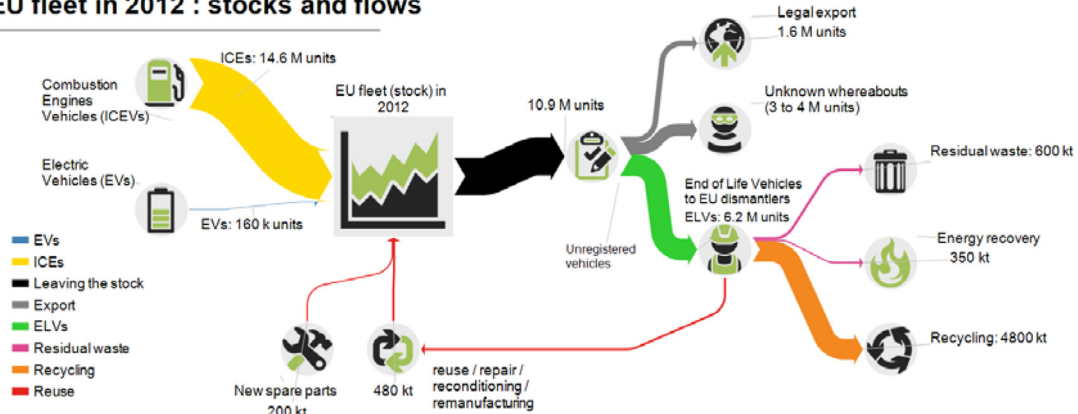 EU fleet in 2012 : stocks and flows
ICEs: 14.6 M units
Combustion
Engines
Vehicles (ICEVs)
Electric
Vehicles (EVs)
EVs: 160 k units
EU fleet (stock) in
2012
10.9 M units
Legal export
1.6 M units
Unknown whereabouts
(3 to 4 M units)
Unregistered
vehicles
End of Life Vehicles
to EU dismantlers
ELVs: 6.2 M units
Residual waste: 600 kt
Energy recovery
350 kt
Recycling: 4800 kt
EVs
ICEs
Leaving the stock
Export
ELVs
Residual waste
Recycling
Reuse
New spare parts
200 kt
480 kt
reuse / repair /
reconditioning /
remanufacturing